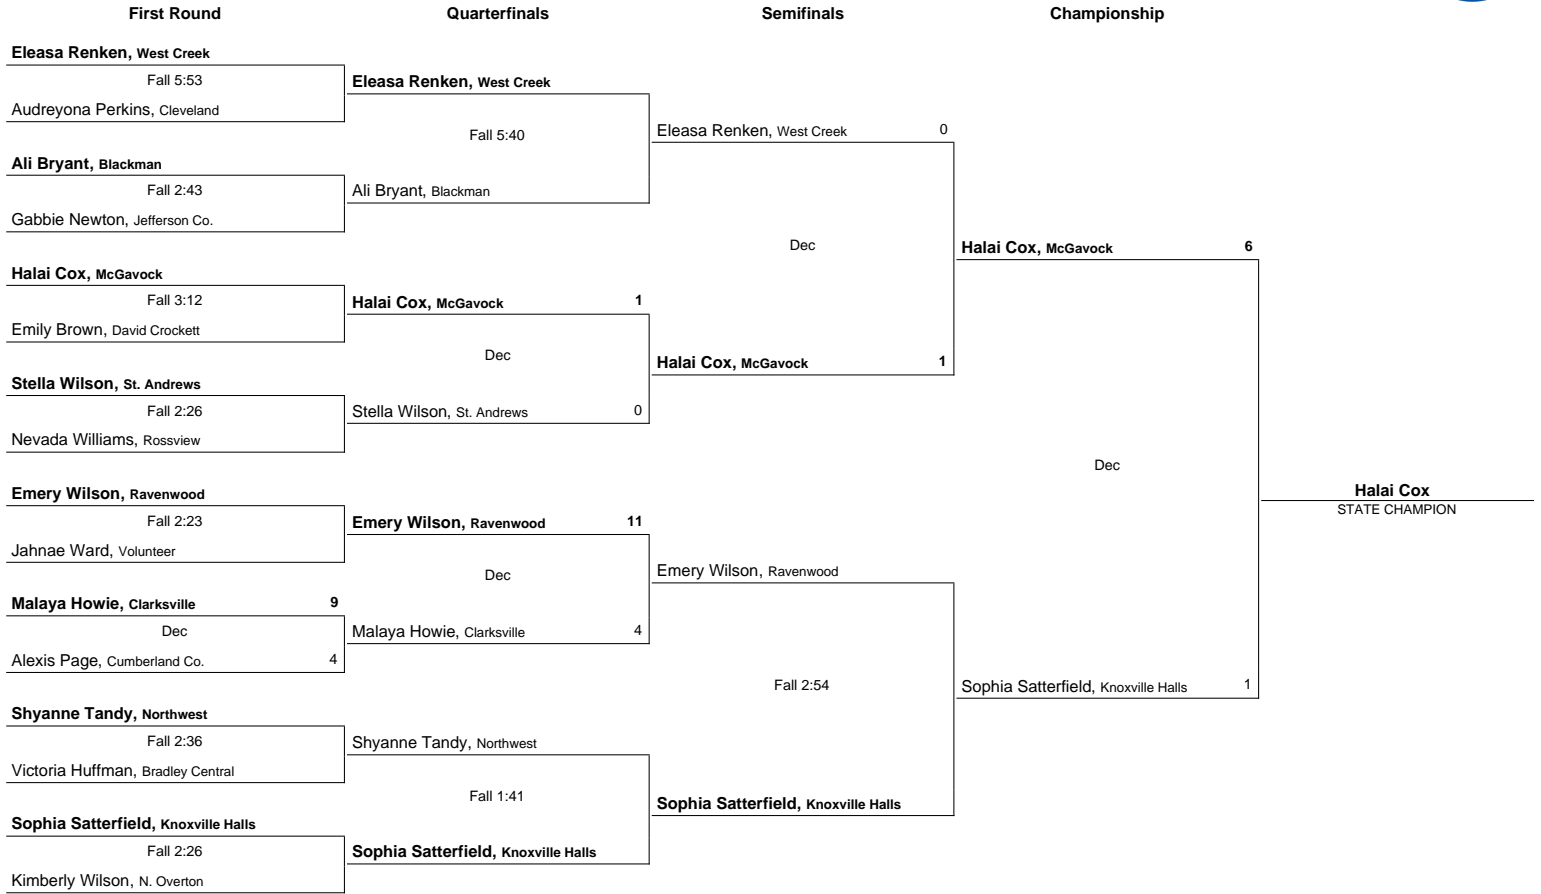 First Round Quarterfinals Semifinals Championship
Eleasa Renken, West Creek
Fall 5:53
Audreyona Perkins, Cleveland
Ali Bryant, Blackman
Fall 2:43
Gabbie Newton, Jefferson Co.
Halai Cox, McGavock
Fall 3:12
Emily Brown, David Crockett
Stella Wilson, St. Andrews
Fall 2:26
Nevada Williams, Rossview
Emery Wilson, Ravenwood
Fall 2:23
Jahnae Ward, Volunteer
Malaya Howie, Clarksville 9
Dec
Alexis Page, Cumberland Co. 4
Shyanne Tandy, Northwest
Fall 2:36
Victoria Huffman, Bradley Central
Sophia Satterfield, Knoxville Halls
Fall 2:26
Kimberly Wilson, N. Overton
Eleasa Renken, West Creek
Fall 5:40
Ali Bryant, Blackman
Halai Cox, McGavock 1
Dec
Stella Wilson, St. Andrews 0
Emery Wilson, Ravenwood 11
Dec
Malaya Howie, Clarksville 4
Shyanne Tandy, Northwest
Fall 1:41
Sophia Satterfield, Knoxville Halls
Eleasa Renken, West Creek 0
Dec
Halai Cox, McGavock 1
Emery Wilson, Ravenwood
Fall 2:54
Sophia Satterfield, Knoxville Halls
Halai Cox, McGavock 6
Dec
Sophia Satterfield, Knoxville Halls 1
Halai Cox
STATE CHAMPION